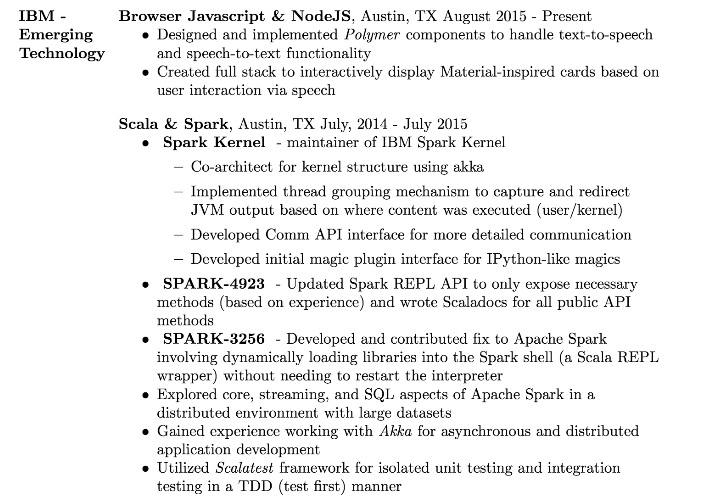 IBM -
Emerging
Technology
Browser Javascript & NodeJS, Austin, TX August 2015 - Present
• Designed and implemented Polymer components to handle text-to-speech
and speech-to-text functionality
• Created full stack to interactively display Material-inspired cards based on
user interaction via speech
Scala & Spark, Austin, TX July, 2014 - July 2015
• Spark Kernel - maintainer of IBM Spark Kernel
– Co-architect for kernel structure using akka
– Implemented thread grouping mechanism to capture and redirect
JVM output based on where content was executed (user/kernel)
– Developed Comm API interface for more detailed communication
– Developed initial magic plugin interface for IPython-like magics
• SPARK-4923 - Updated Spark REPL API to only expose necessary
methods (based on experience) and wrote Scaladocs for all public API
methods
• SPARK-3256 - Developed and contributed fix to Apache Spark
involving dynamically loading libraries into the Spark shell (a Scala REPL
wrapper) without needing to restart the interpreter
• Explored core, streaming, and SQL aspects of Apache Spark in a
distributed environment with large datasets
• Gained experience working with Akka for asynchronous and distributed
application development
• Utilized Scalatest framework for isolated unit testing and integration
testing in a TDD (test first) manner